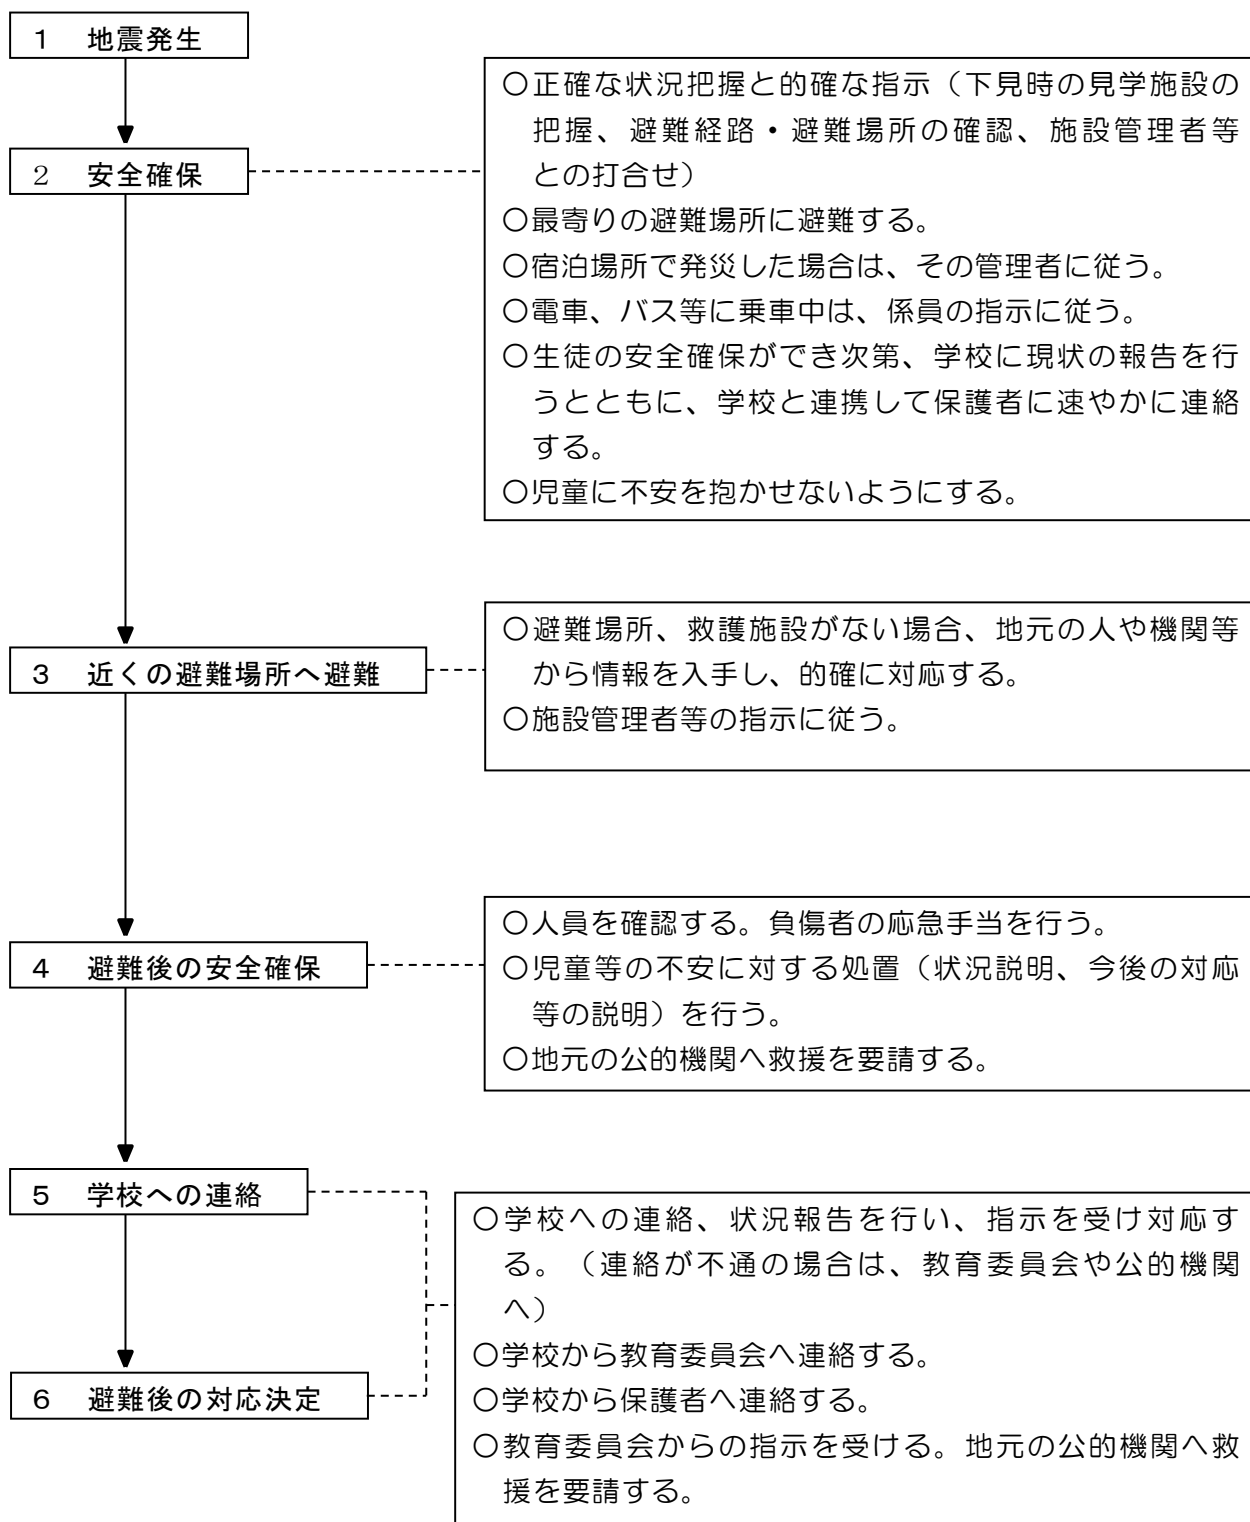 １　地震発生
２　安全確保
〇正確な状況把握と的確な指示（下見時の見学施設の
把握、避難経路・避難場所の確認、施設管理者等
との打合せ）
〇最寄りの避難場所に避難する。
〇宿泊場所で発災した場合は、その管理者に従う。
〇電車、バス等に乗車中は、係員の指示に従う。
〇生徒の安全確保ができ次第、学校に現状の報告を行
うとともに、学校と連携して保護者に速やかに連絡
する。
〇児童に不安を抱かせないようにする。
３　近くの避難場所へ避難
〇避難場所、救護施設がない場合、地元の人や機関等
から情報を入手し、的確に対応する。
〇施設管理者等の指示に従う。
４　避難後の安全確保
〇人員を確認する。負傷者の応急手当を行う。
〇児童等の不安に対する処置（状況説明、今後の対応
等の説明）を行う。
〇地元の公的機関へ救援を要請する。
５　学校への連絡
６　避難後の対応決定
〇学校への連絡、状況報告を行い、指示を受け対応す
る。（連絡が不通の場合は、教育委員会や公的機関
へ）
〇学校から教育委員会へ連絡する。
〇学校から保護者へ連絡する。
〇教育委員会からの指示を受ける。地元の公的機関へ救
援を要請する。